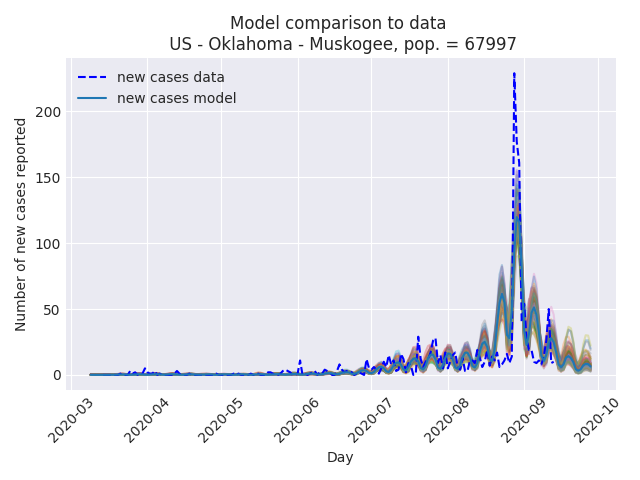 Model comparison to data
US - Oklahoma - Muskogee, pop. = 67997
new cases data
new cases model
Number of new cases reported
200
150
100
50
0
2020-03
2020-04
2020-05
2020-06
2020-07
2020-08
2020-09
2020-10
Day